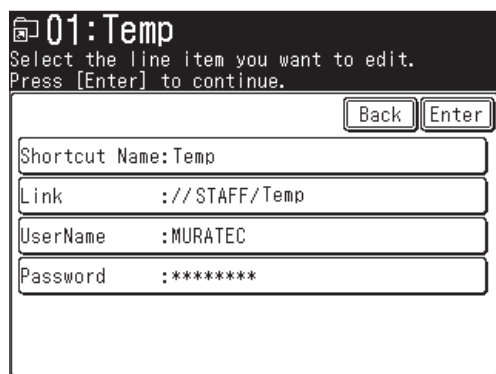 01:Temp
Select the line item you want to edit.
Press [Enter] to continue.
Back Enter
Shortcut Name:Temp
Link ://STAFF/Temp
UserName :MURATEC
Password :********